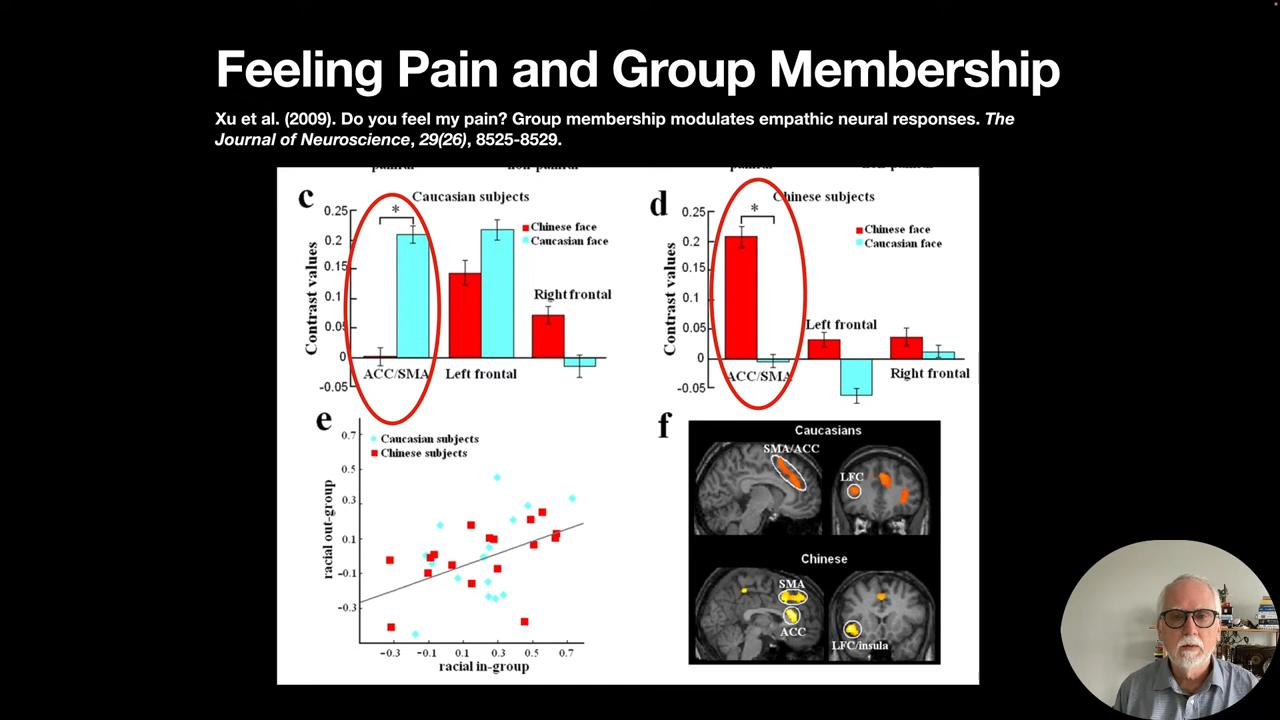 Feeling Pain and Group Membership
Xu et al. (2009). Do you feel my pain? Group membership modulates empathic neural responses. The
Journal of Neuroscience, 29(26), 8525-8529.
c
Caucasian subjects
*
Chinese face
Caucasian face
Right frontal
Contrast values
0.25
0.2
0.15
0.1
0.05
0
-0.05
ACC/SMA
Left frontal
d
Chinese subjects
*
Chinese face
Caucasian face
Left frontal
Contrast values
0.25
0.2
0.15
0.1
0.05
0
-0.05
ACC/SMA
Right frontal
e
Caucasian subjects
Chinese subjects
racial out-group
0.7
0.5
0.3
0.1
-0.1
-0.3
-0.3
-0.1
0.1
0.3
0.5
0.7
racial in-group
f
Caucasians
SMA/ACC
LFC
Chinese
SMA
ACC
LFC/insula